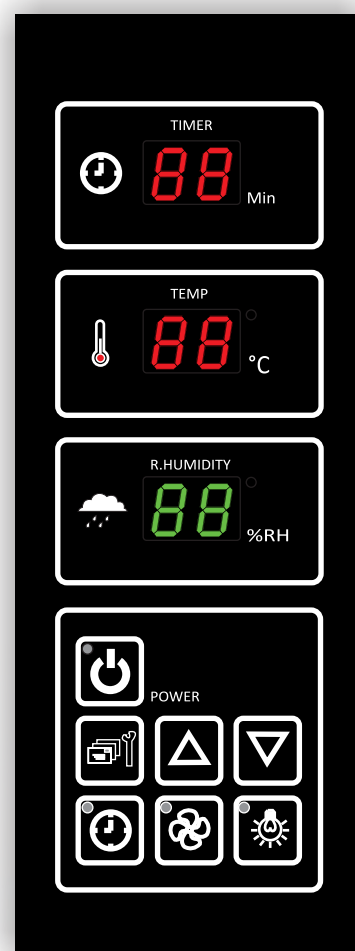 TIMER
88
Min
TEMP
88
°C
R.HUMIDITY
88
%RH
POWER